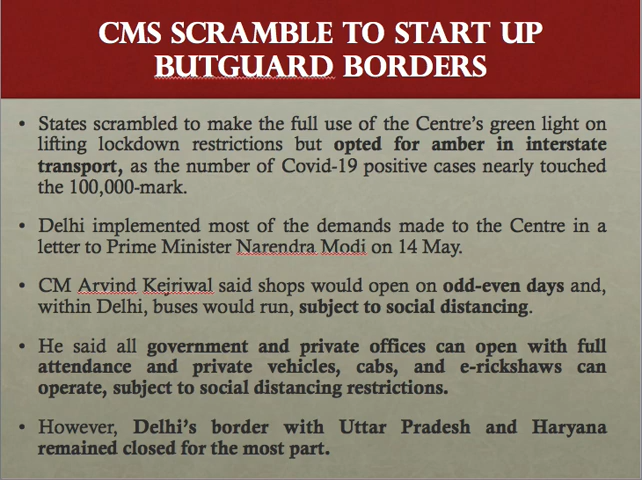 CMS SCRAMBLE TO START UP
BUTGUARD BORDERS
• States scrambled to make the full use of the Centre's green light on
lifting lockdown restrictions but opted for amber in interstate
transport, as the number of Covid-19 positive cases nearly touched
the 100,000-mark.
• Delhi implemented most of the demands made to the Centre in a
letter to Prime Minister Narendra Modi on 14 May.
• CM Arvind Kejriwal said shops would open on odd-even days and,
within Delhi, buses would run, subject to social distancing.
• He said all government and private offices can open with full
attendance and private vehicles, cabs, and e-rickshaws can
operate, subject to social distancing restrictions.
• However, Delhi's border with Uttar Pradesh and Haryana
remained closed for the most part.